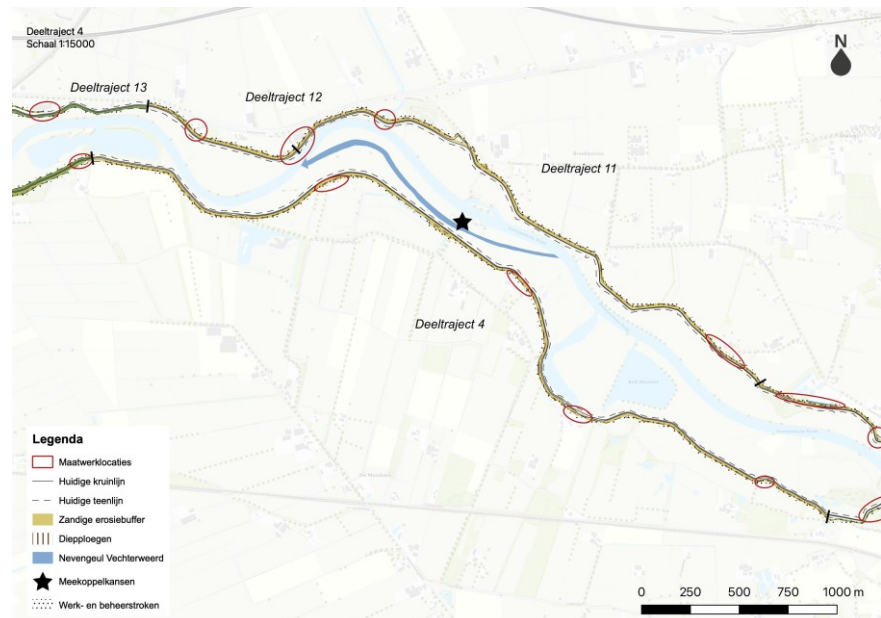 Deeltraject 4
Schaal 1:15000
N
Deeltraject 13
Deeltraject 12
Deeltraject 11
Deeltraject 4
Legenda
Maatwerklocaties
Huidige kruinlijn
Huidige teenlijn
Zandige erosiebuffer
Diepploegen
Nevengeul Vechterweerd
Meekoppelkansen
Werk- en beheerstroken
0 250 500 750 1000 m